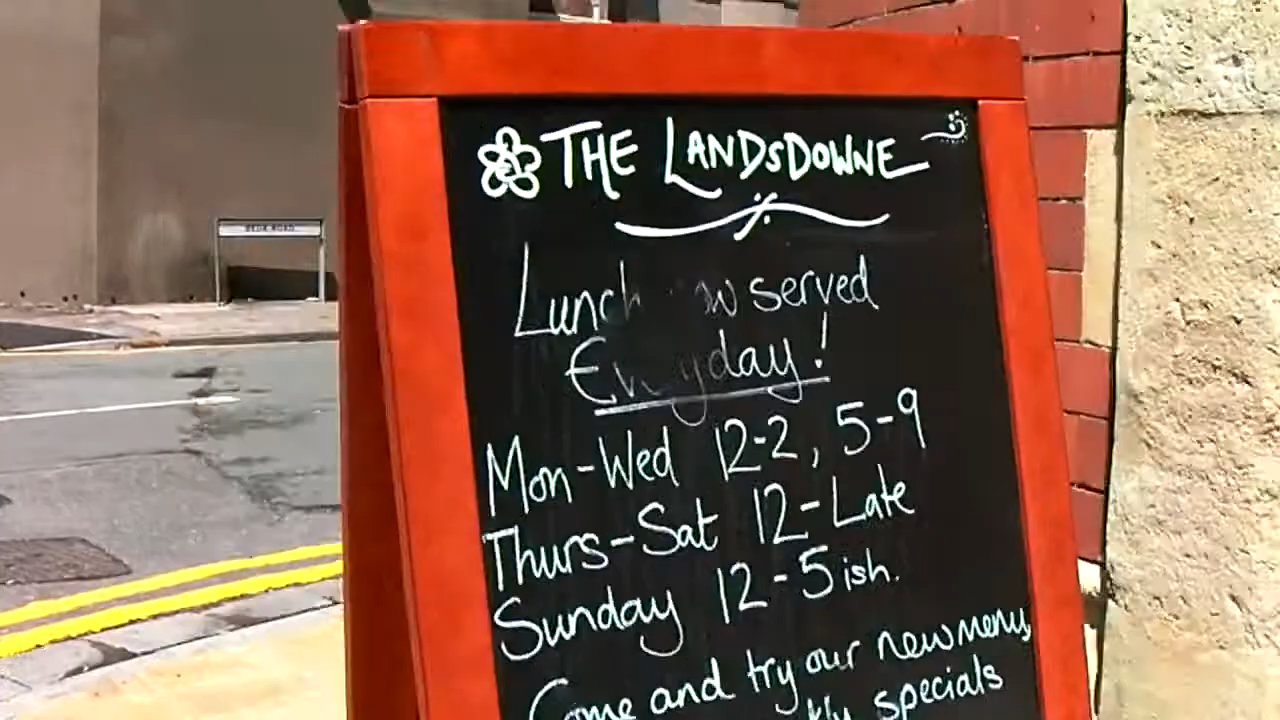 THE LANDSDOWNE
Lunch served
Everyday!
Mon-Wed 12-2, 5-9
Thurs-Sat 12-Late
Sunday 12-5ish.
Come and try our new menu,
specials